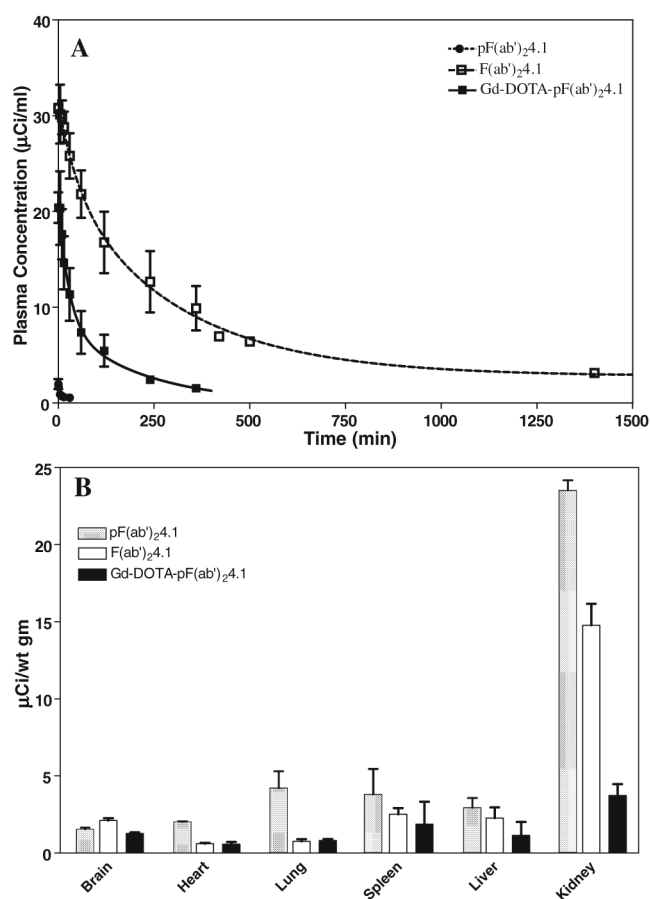 40
A
pF(ab')₂4.1
F(ab')₂4.1
Gd-DOTA-pF(ab')₂4.1
30
20
10
0
Plasma Concentration (μCi/ml)
0 250 500 750 1000 1250 1500
Time (min)
25
B
pF(ab')₂4.1
F(ab')₂4.1
Gd-DOTA-pF(ab')₂4.1
20
15
10
5
0
μCi/wt gm
Brain Heart Lung Spleen Liver Kidney